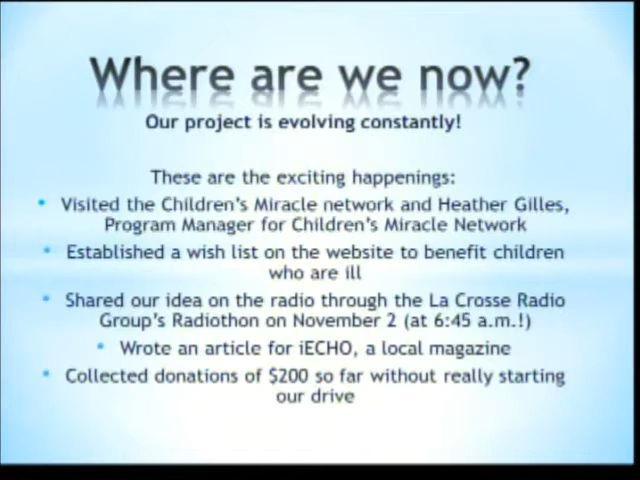 Where are we now?
Our project is evolving constantly!
These are the exciting happenings:
• Visited the Children's Miracle network and Heather Gilles,
Program Manager for Children's Miracle Network
• Established a wish list on the website to benefit children
who are ill
• Shared our idea on the radio through the La Crosse Radio
Group's Radiothon on November 2 (at 6:45 a.m.!)
• Wrote an article for iECHO, a local magazine
• Collected donations of $200 so far without really starting
our drive